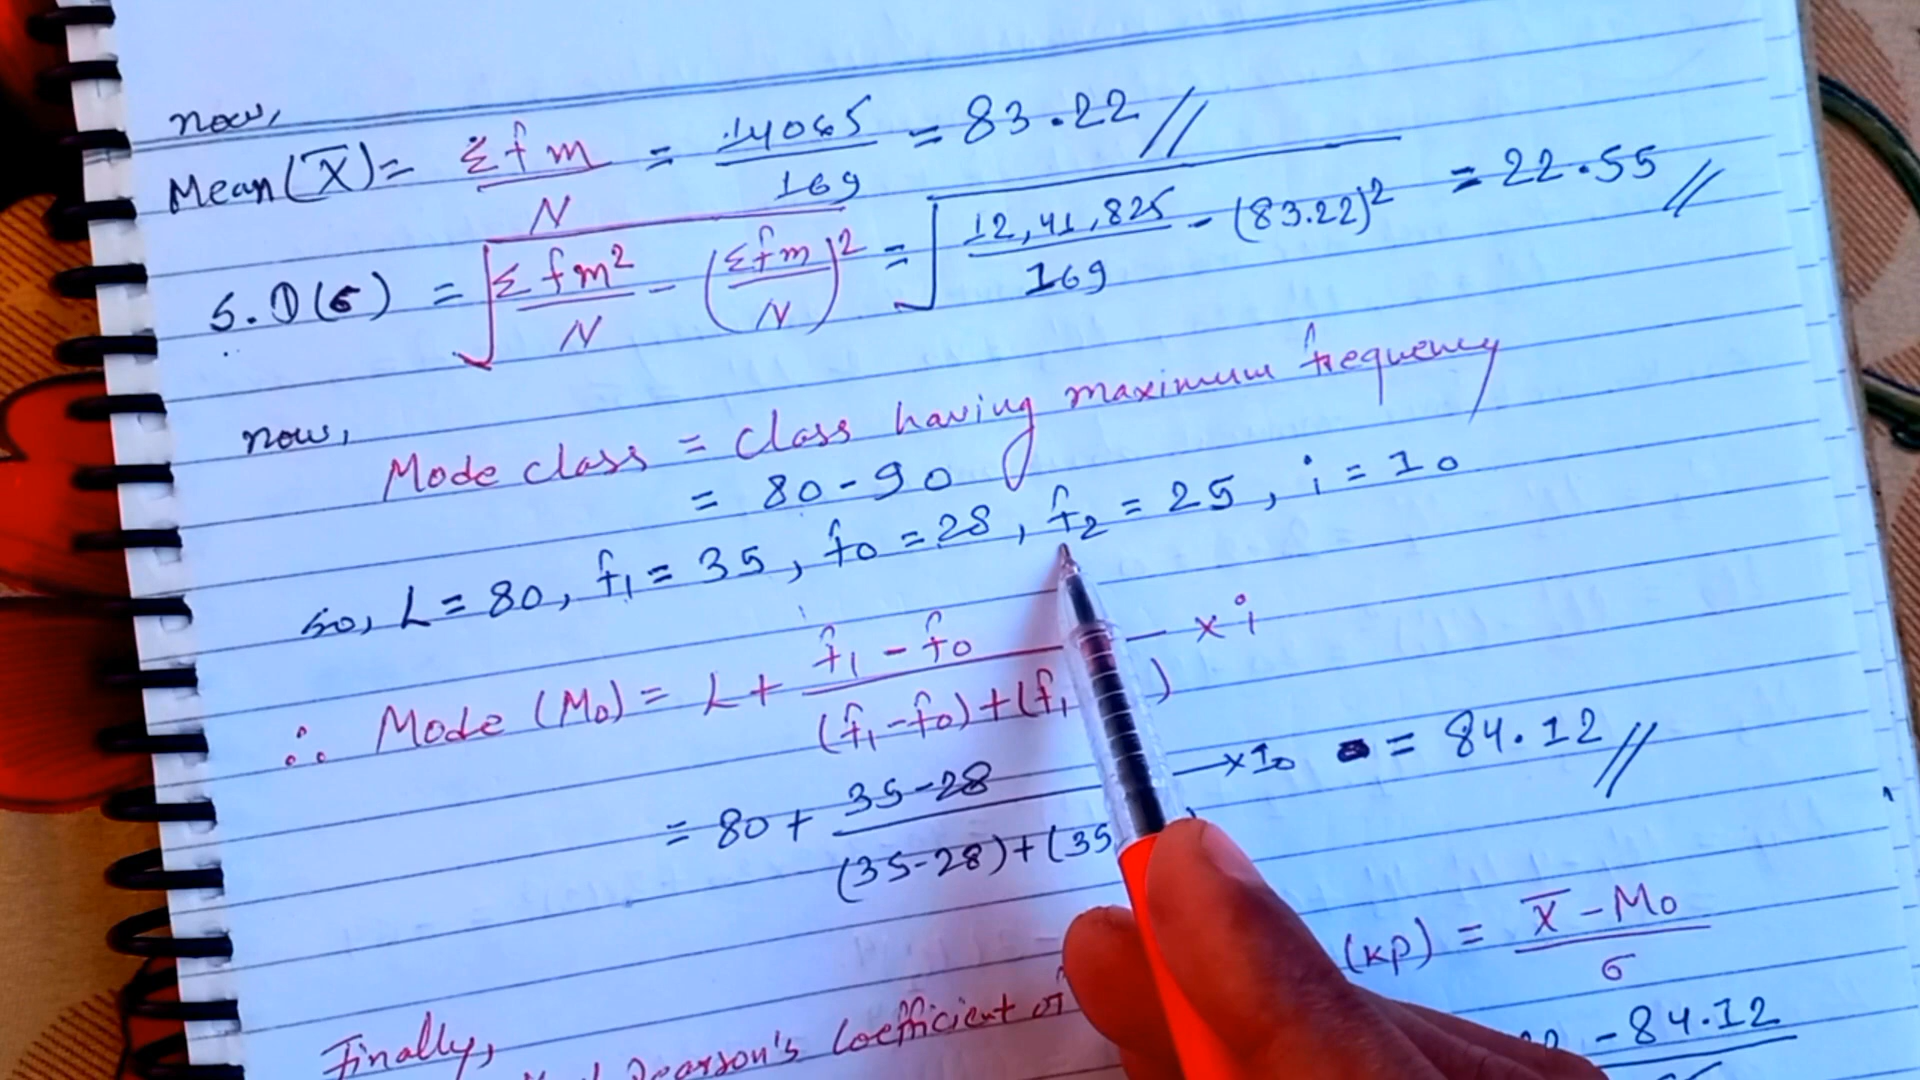 now,
Mean (X̄) = Σfm / N = 14065 / 169 = 83.22 //
S.D (σ) = √(Σfm² / N - (Σfm / N)²) = √(12,41,825 / 169 - (83.22)²) = 22.55 //
now,
Mode class = class having maximum frequency
= 80-90
so, L = 80, f₁ = 35, f₀ = 28, f₂ = 25, i = 10
∴ Mode (M₀) = L + f₁ - f₀ / (f₁ - f₀) + (f₁ ) × i
= 80 + 35-28 / (35-28) + (35 × 10 = 84.12 //
Finally,
Pearson's coefficient of (KP) = X̄ - M₀ / σ
- 84.12